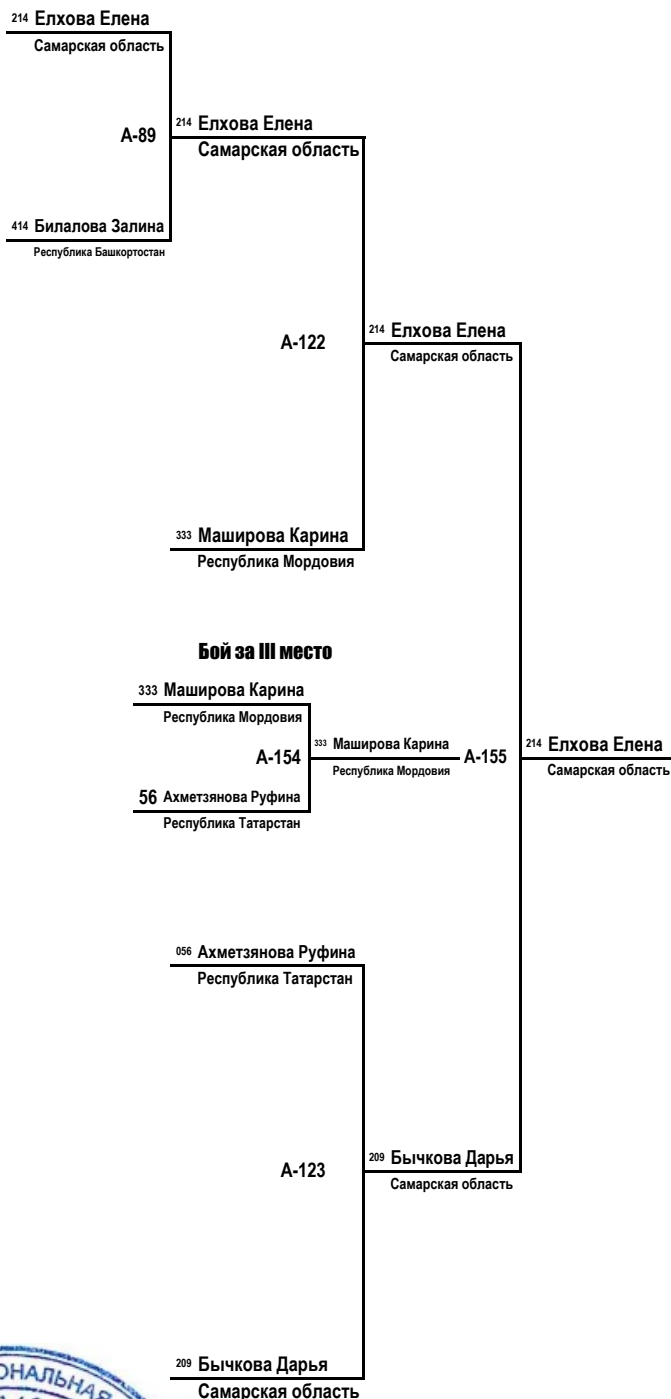 214 Елхова Елена
Самарская область
А-89
214 Елхова Елена
Самарская область
414 Билалова Залина
Республика Башкортостан
А-122
214 Елхова Елена
Самарская область
333 Маширова Карина
Республика Мордовия
Бой за III место
333 Маширова Карина
Республика Мордовия
А-154
333 Маширова Карина
Республика Мордовия
А-155
214 Елхова Елена
Самарская область
56 Ахметзянова Руфина
Республика Татарстан
056 Ахметзянова Руфина
Республика Татарстан
А-123
209 Бычкова Дарья
Самарская область
209 Бычкова Дарья
Самарская область